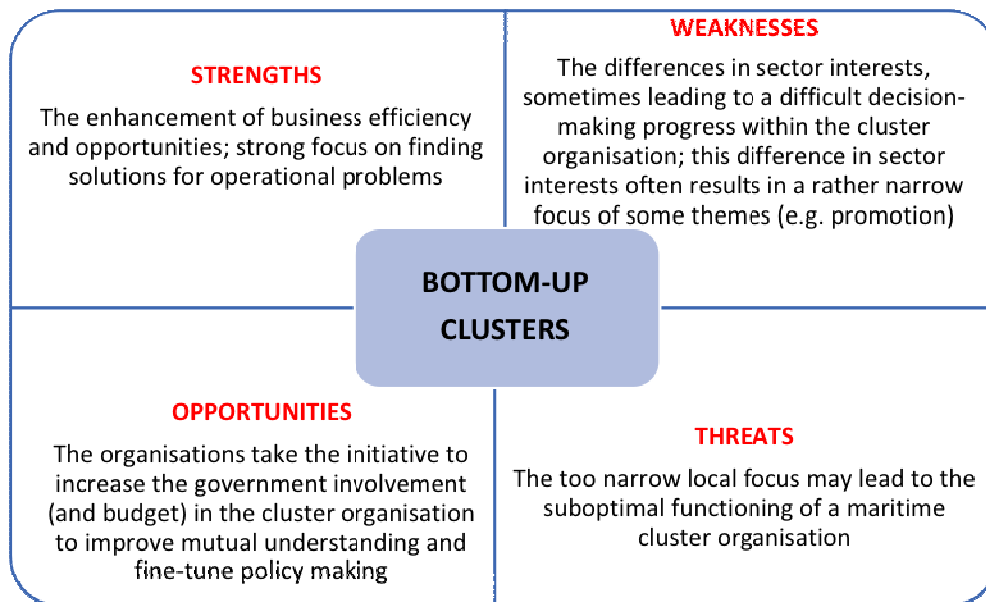 STRENGTHS
The enhancement of business efficiency
and opportunities; strong focus on finding
solutions for operational problems
WEAKNESSES
The differences in sector interests,
sometimes leading to a difficult decision-
making progress within the cluster
organisation; this difference in sector
interests often results in a rather narrow
focus of some themes (e.g. promotion)
BOTTOM-UP
CLUSTERS
OPPORTUNITIES
The organisations take the initiative to
increase the government involvement
(and budget) in the cluster organisation
to improve mutual understanding and
fine-tune policy making
THREATS
The too narrow local focus may lead to the
suboptimal functioning of a maritime
cluster organisation